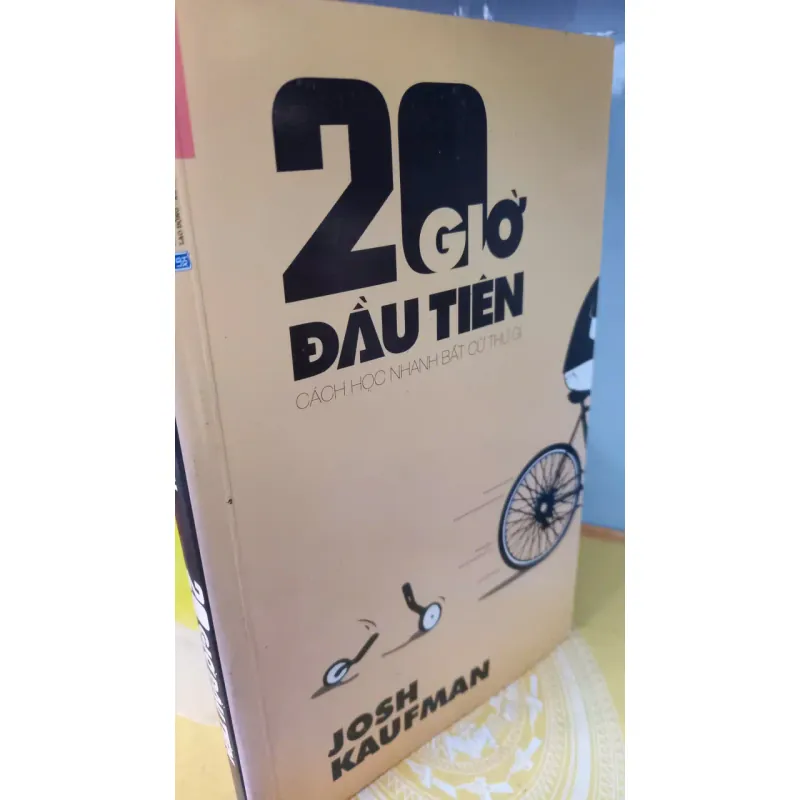 20 GIỜ
ĐẦU TIÊN
CÁCH HỌC NHANH BẤT CỨ THỨ GÌ
JOSH
KAUFMAN